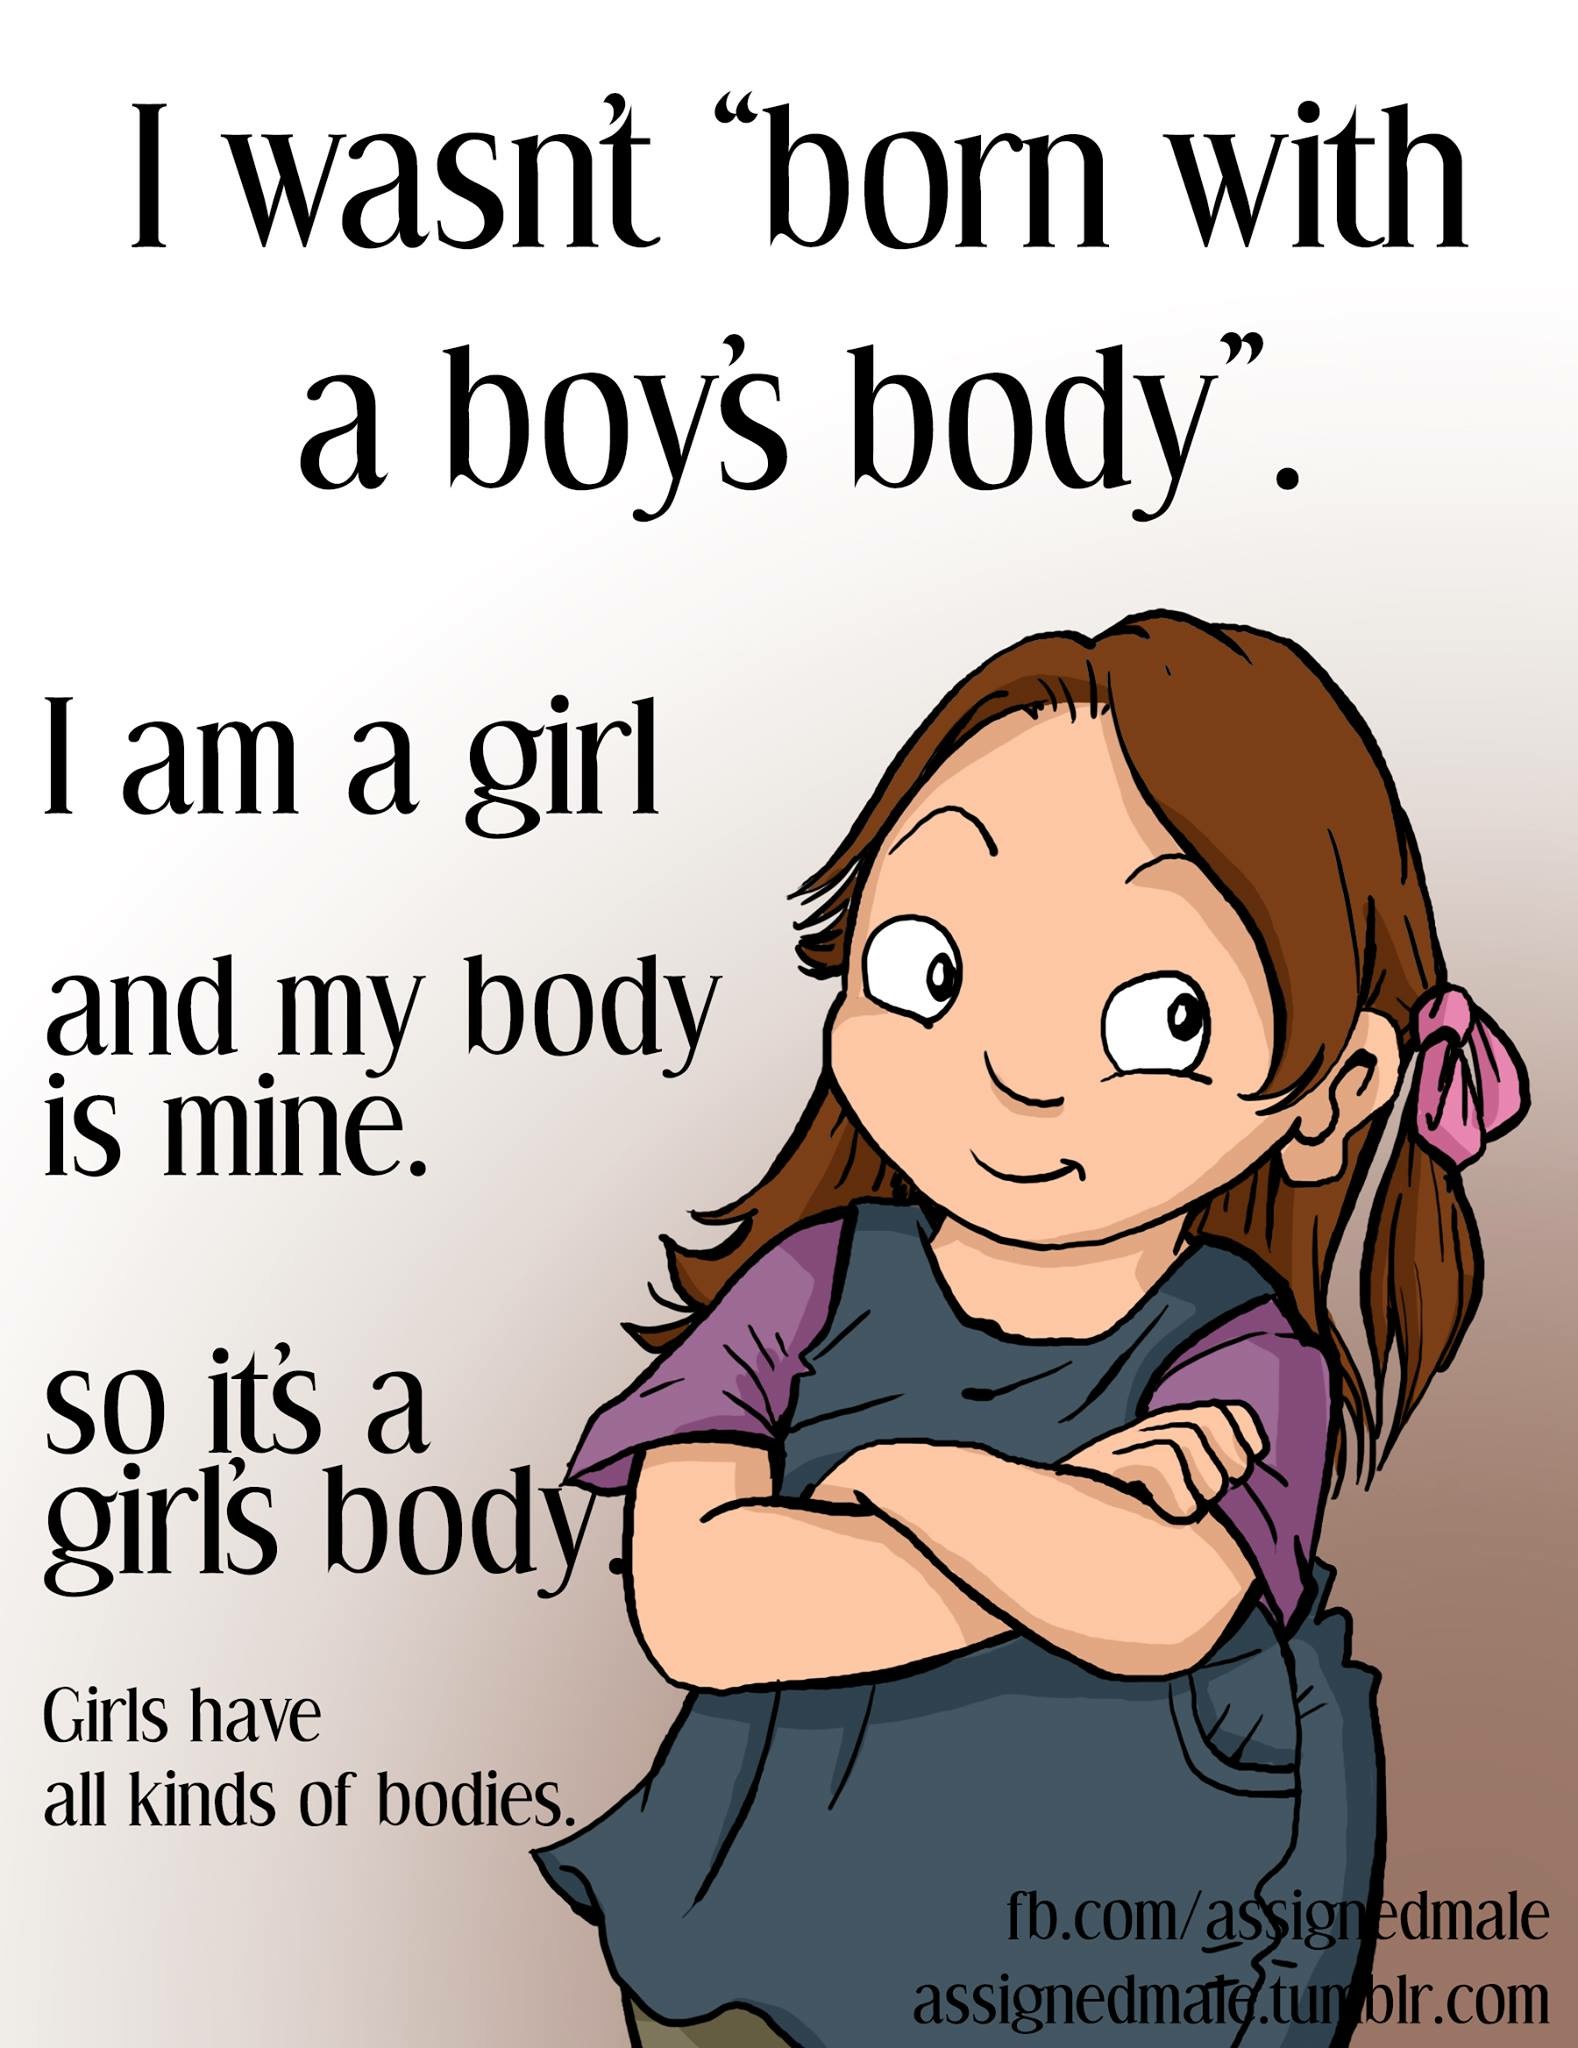 I wasn't “born with
a boy's body”.
I am a girl
and my body
is mine.
so it's a
girl's body.
Girls have
all kinds of bodies.
fb.com/assignedmale
assignedmale.tumblr.com